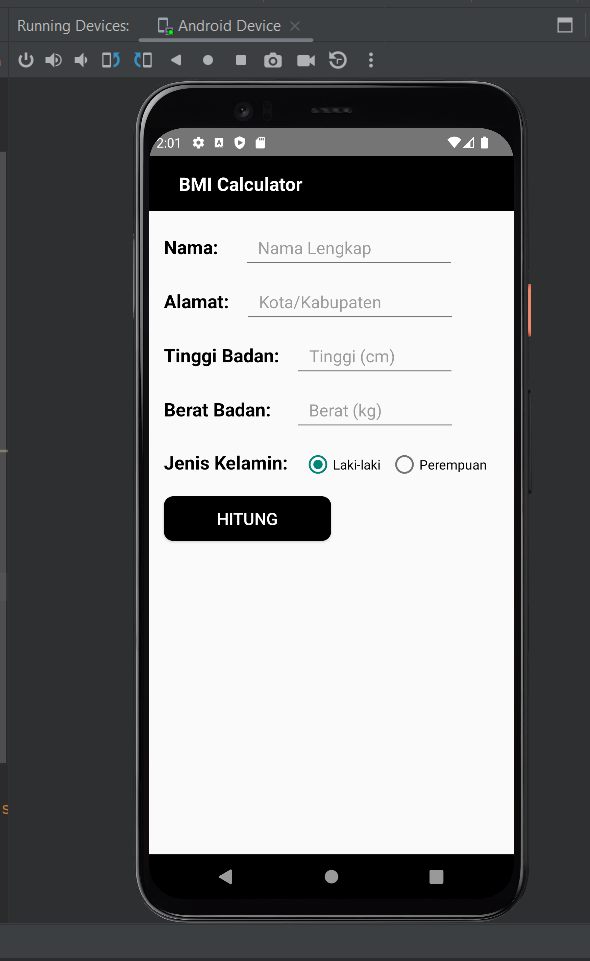 Running Devices: Android Device
2:01
BMI Calculator
Nama: Nama Lengkap
Alamat: Kota/Kabupaten
Tinggi Badan: Tinggi (cm)
Berat Badan: Berat (kg)
Jenis Kelamin: Laki-laki Perempuan
HITUNG
s